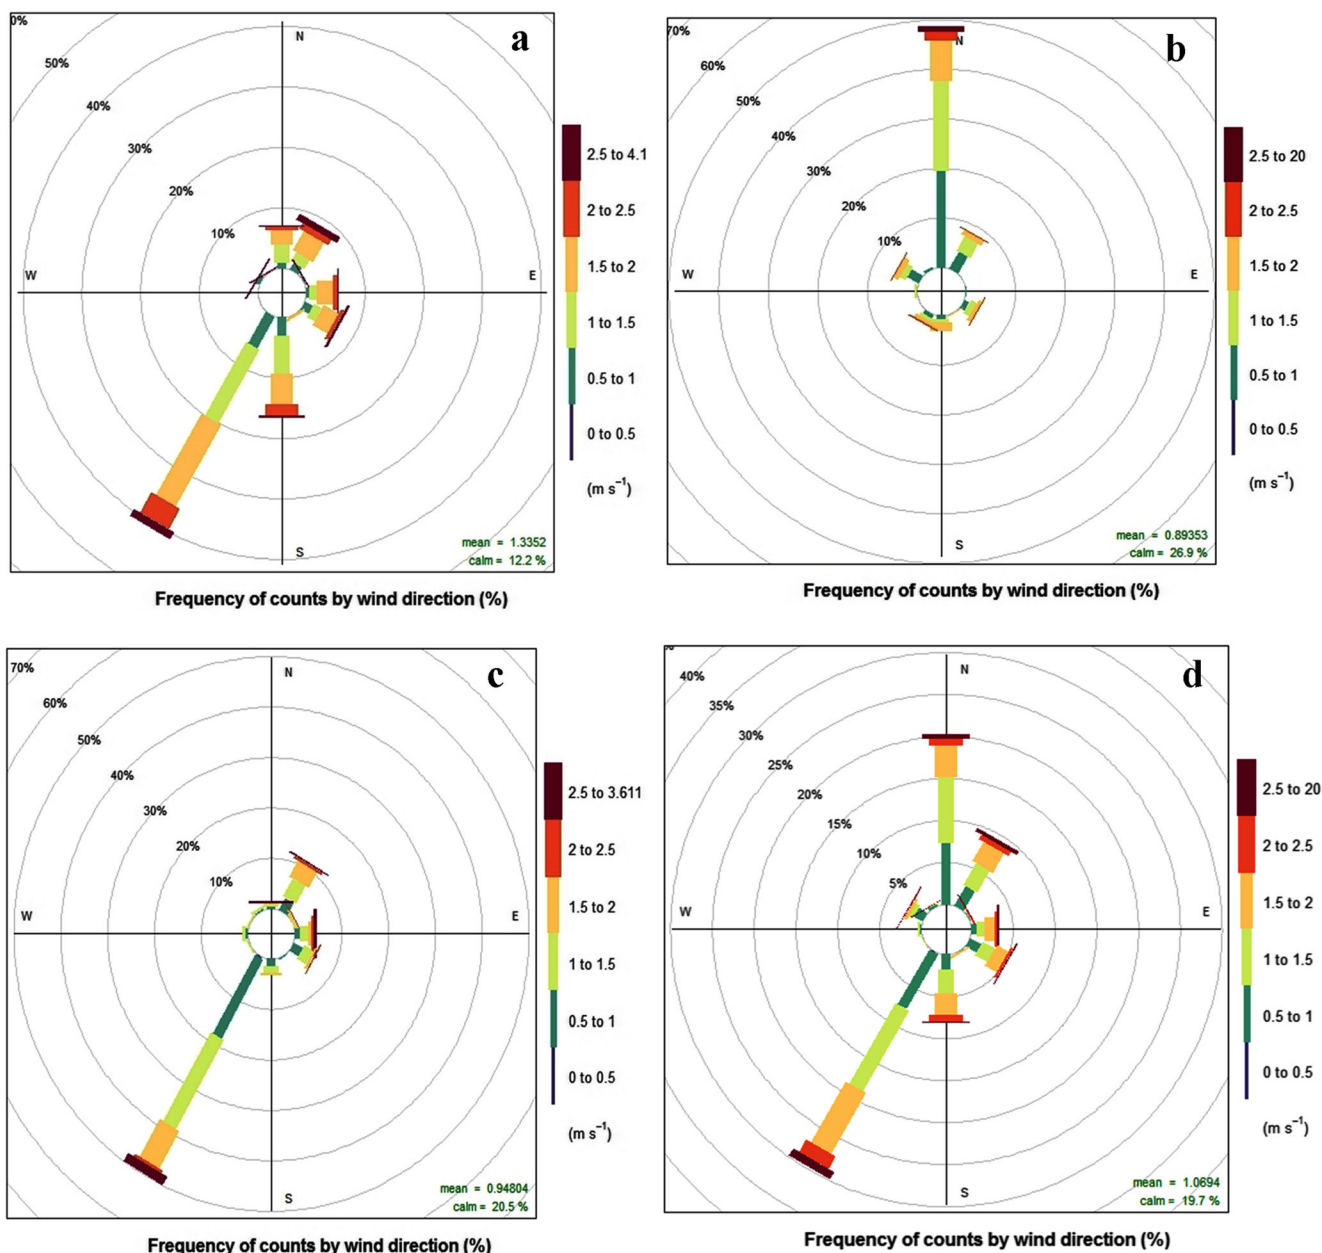 0%
50%
40%
30%
20%
10%
N
W
E
S
a
2.5 to 4.1
2 to 2.5
1.5 to 2
1 to 1.5
0.5 to 1
0 to 0.5
(m s⁻¹)
mean = 1.3352
calm = 12.2 %
Frequency of counts by wind direction (%)
70%
60%
50%
40%
30%
20%
10%
N
W
E
S
b
2.5 to 20
2 to 2.5
1.5 to 2
1 to 1.5
0.5 to 1
0 to 0.5
(m s⁻¹)
mean = 0.89353
calm = 26.9 %
Frequency of counts by wind direction (%)
70%
60%
50%
40%
30%
20%
10%
N
W
E
S
c
2.5 to 3.611
2 to 2.5
1.5 to 2
1 to 1.5
0.5 to 1
0 to 0.5
(m s⁻¹)
mean = 0.94804
calm = 20.5 %
Frequency of counts by wind direction (%)
40%
35%
30%
25%
20%
15%
10%
5%
N
W
E
S
d
2.5 to 20
2 to 2.5
1.5 to 2
1 to 1.5
0.5 to 1
0 to 0.5
(m s⁻¹)
mean = 1.0694
calm = 19.7 %
Frequency of counts by wind direction (%)